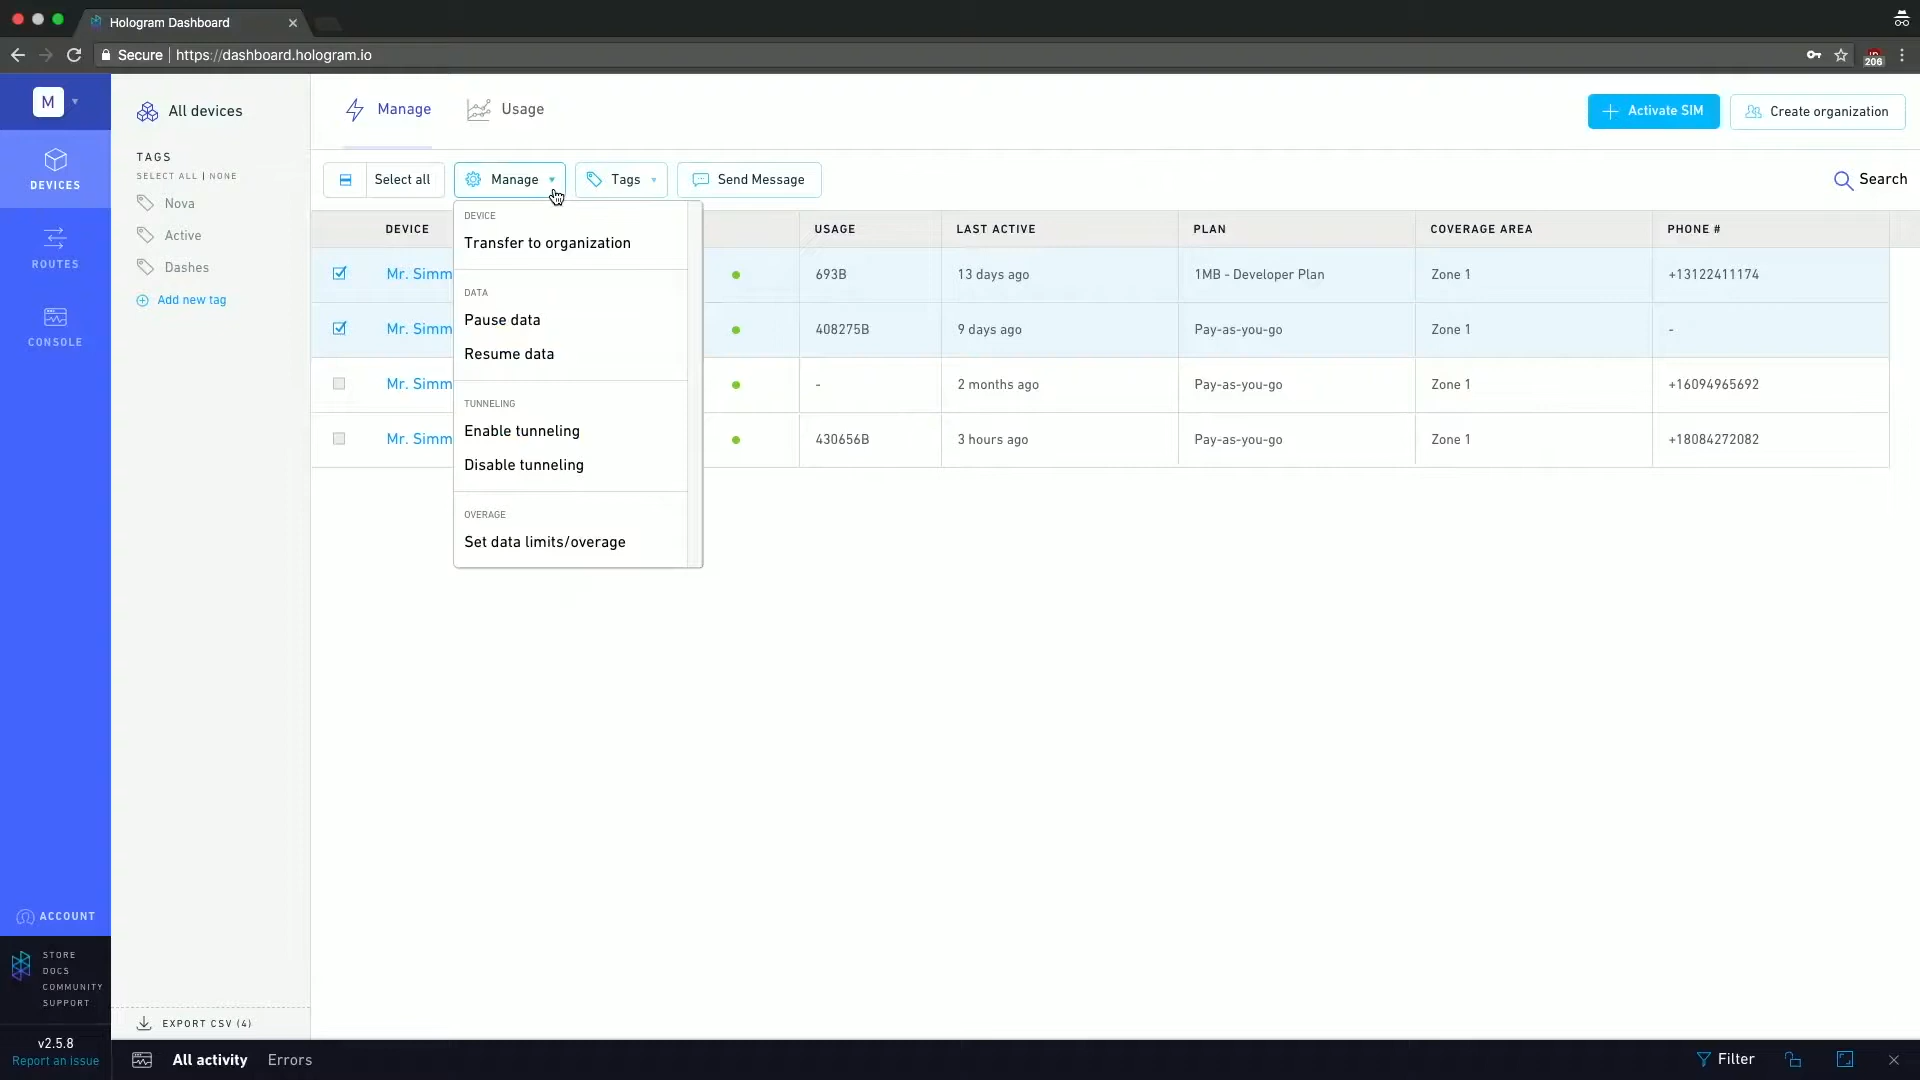 Hologram Dashboard
Secure | https://dashboard.hologram.io
206
M
All devices
Manage
Usage
Activate SIM
Create organization
DEVICES
ROUTES
CONSOLE
TAGS
SELECT ALL | NONE
Nova
Active
Dashes
Add new tag
Select all
Manage
Tags
Send Message
Search
DEVICE USAGE LAST ACTIVE PLAN COVERAGE AREA PHONE #
Mr. Simm 693B 13 days ago 1MB - Developer Plan Zone 1 +13122411174
Mr. Simm 408275B 9 days ago Pay-as-you-go Zone 1 -
Mr. Simm - 2 months ago Pay-as-you-go Zone 1 +16094965692
Mr. Simm 430656B 3 hours ago Pay-as-you-go Zone 1 +18084272082
DEVICE
Transfer to organization
DATA
Pause data
Resume data
TUNNELING
Enable tunneling
Disable tunneling
OVERAGE
Set data limits/overage
ACCOUNT
STORE
DOCS
COMMUNITY
SUPPORT
EXPORT CSV (4)
v2.5.8
Report an issue
All activity
Errors
Filter